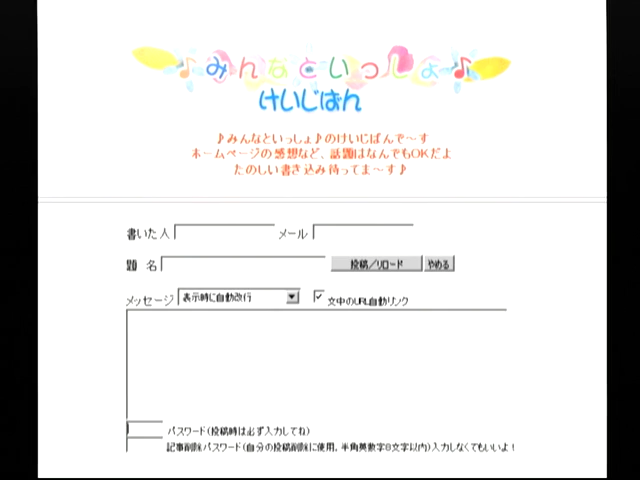 ♪みんなといっしょ♪
けいじばん
♪みんなといっしょ♪のけいじばんで〜す
ホームページの感想など、話題はなんでもOKだよ
たのしい書き込み待ってま〜す♪
書いた人 メール
題 名 投稿/リロード やめる
メッセージ 表示時に自動改行 文中のURL自動リンク
パスワード(投稿時は必ず入力してね)
記事削除パスワード(自分の投稿削除に使用。半角英数字8文字以内)入力しなくてもいいよ!